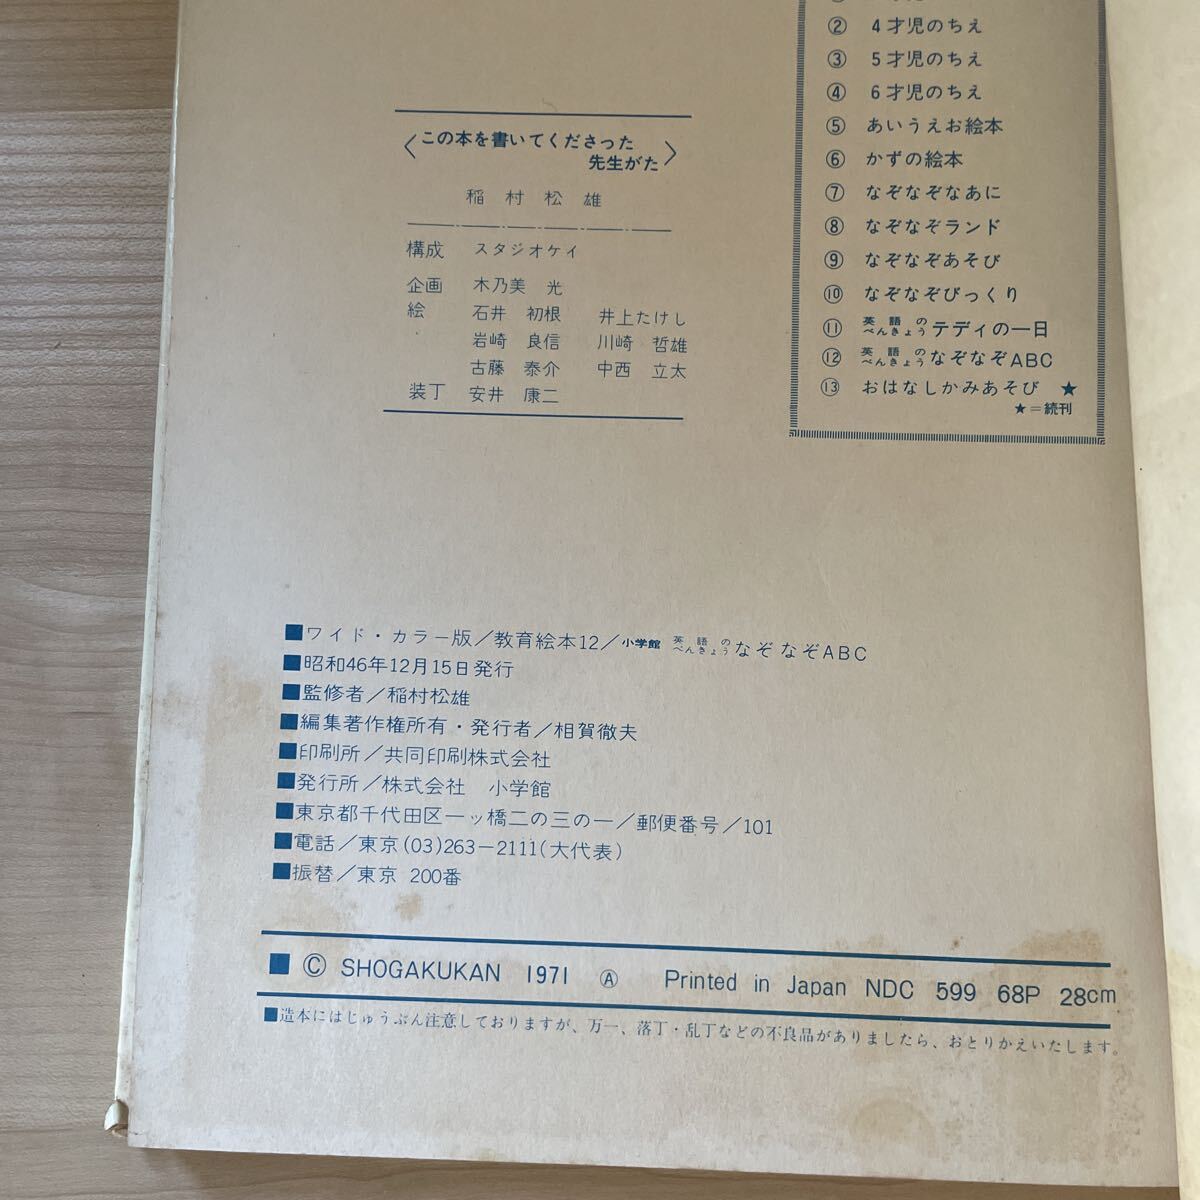 ② 4才児のちえ
③ 5才児のちえ
④ 6才児のちえ
⑤ あいうえお絵本
⑥ かずの絵本
⑦ なぞなぞなあに
⑧ なぞなぞランド
⑨ なぞなぞあそび
⑩ なぞなぞびっくり
⑪ 英語のべんきょう テディの一日
⑫ 英語のべんきょう なぞなぞABC
⑬ おはなしかみあそび ★
★=続刊
〈この本を書いてくださった
先生がた〉
稲村松雄
構成 スタジオケイ
企画 木乃美 光
絵 石井 初根 井上たけし
岩崎 良信 川崎 哲雄
古藤 泰介 中西 立太
装丁 安井 康二
■ワイド・カラー版/教育絵本12/小学館 英語のべんきょう なぞなぞABC
■昭和46年12月15日発行
■監修者/稲村松雄
■編集著作権所有・発行者/相賀徹夫
■印刷所/共同印刷株式会社
■発行所/株式会社 小学館
■東京都千代田区一ッ橋二の三の一/郵便番号/101
■電話/東京(03)263-2111(大代表)
■振替/東京 200番
■ © SHOGAKUKAN 1971 Ⓐ Printed in Japan NDC 599 68P 28cm
■造本にはじゅうぶん注意しておりますが、万一、落丁・乱丁などの不良品がありましたら、おとりかえいたします。